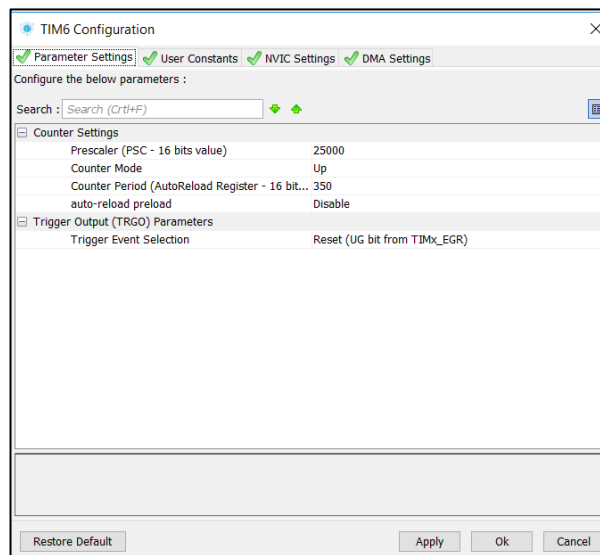 TIM6 Configuration
Parameter Settings User Constants NVIC Settings DMA Settings
Configure the below parameters :
Search : Search (Crtl+F)
Counter Settings
Prescaler (PSC - 16 bits value) 25000
Counter Mode Up
Counter Period (AutoReload Register - 16 bit... 350
auto-reload preload Disable
Trigger Output (TRGO) Parameters
Trigger Event Selection Reset (UG bit from TIMx_EGR)
Restore Default Apply Ok Cancel